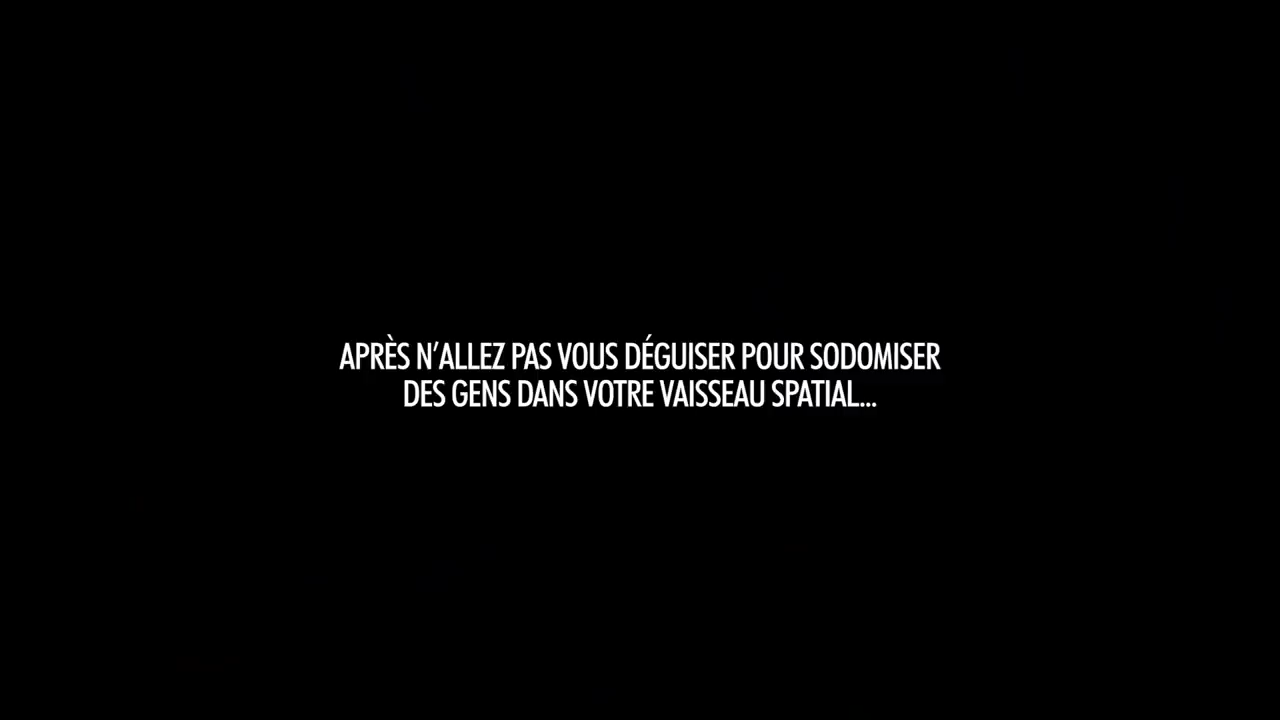 APRÈS N'ALLEZ PAS VOUS DÉGUISER POUR SODOMISER
DES GENS DANS VOTRE VAISSEAU SPATIAL...